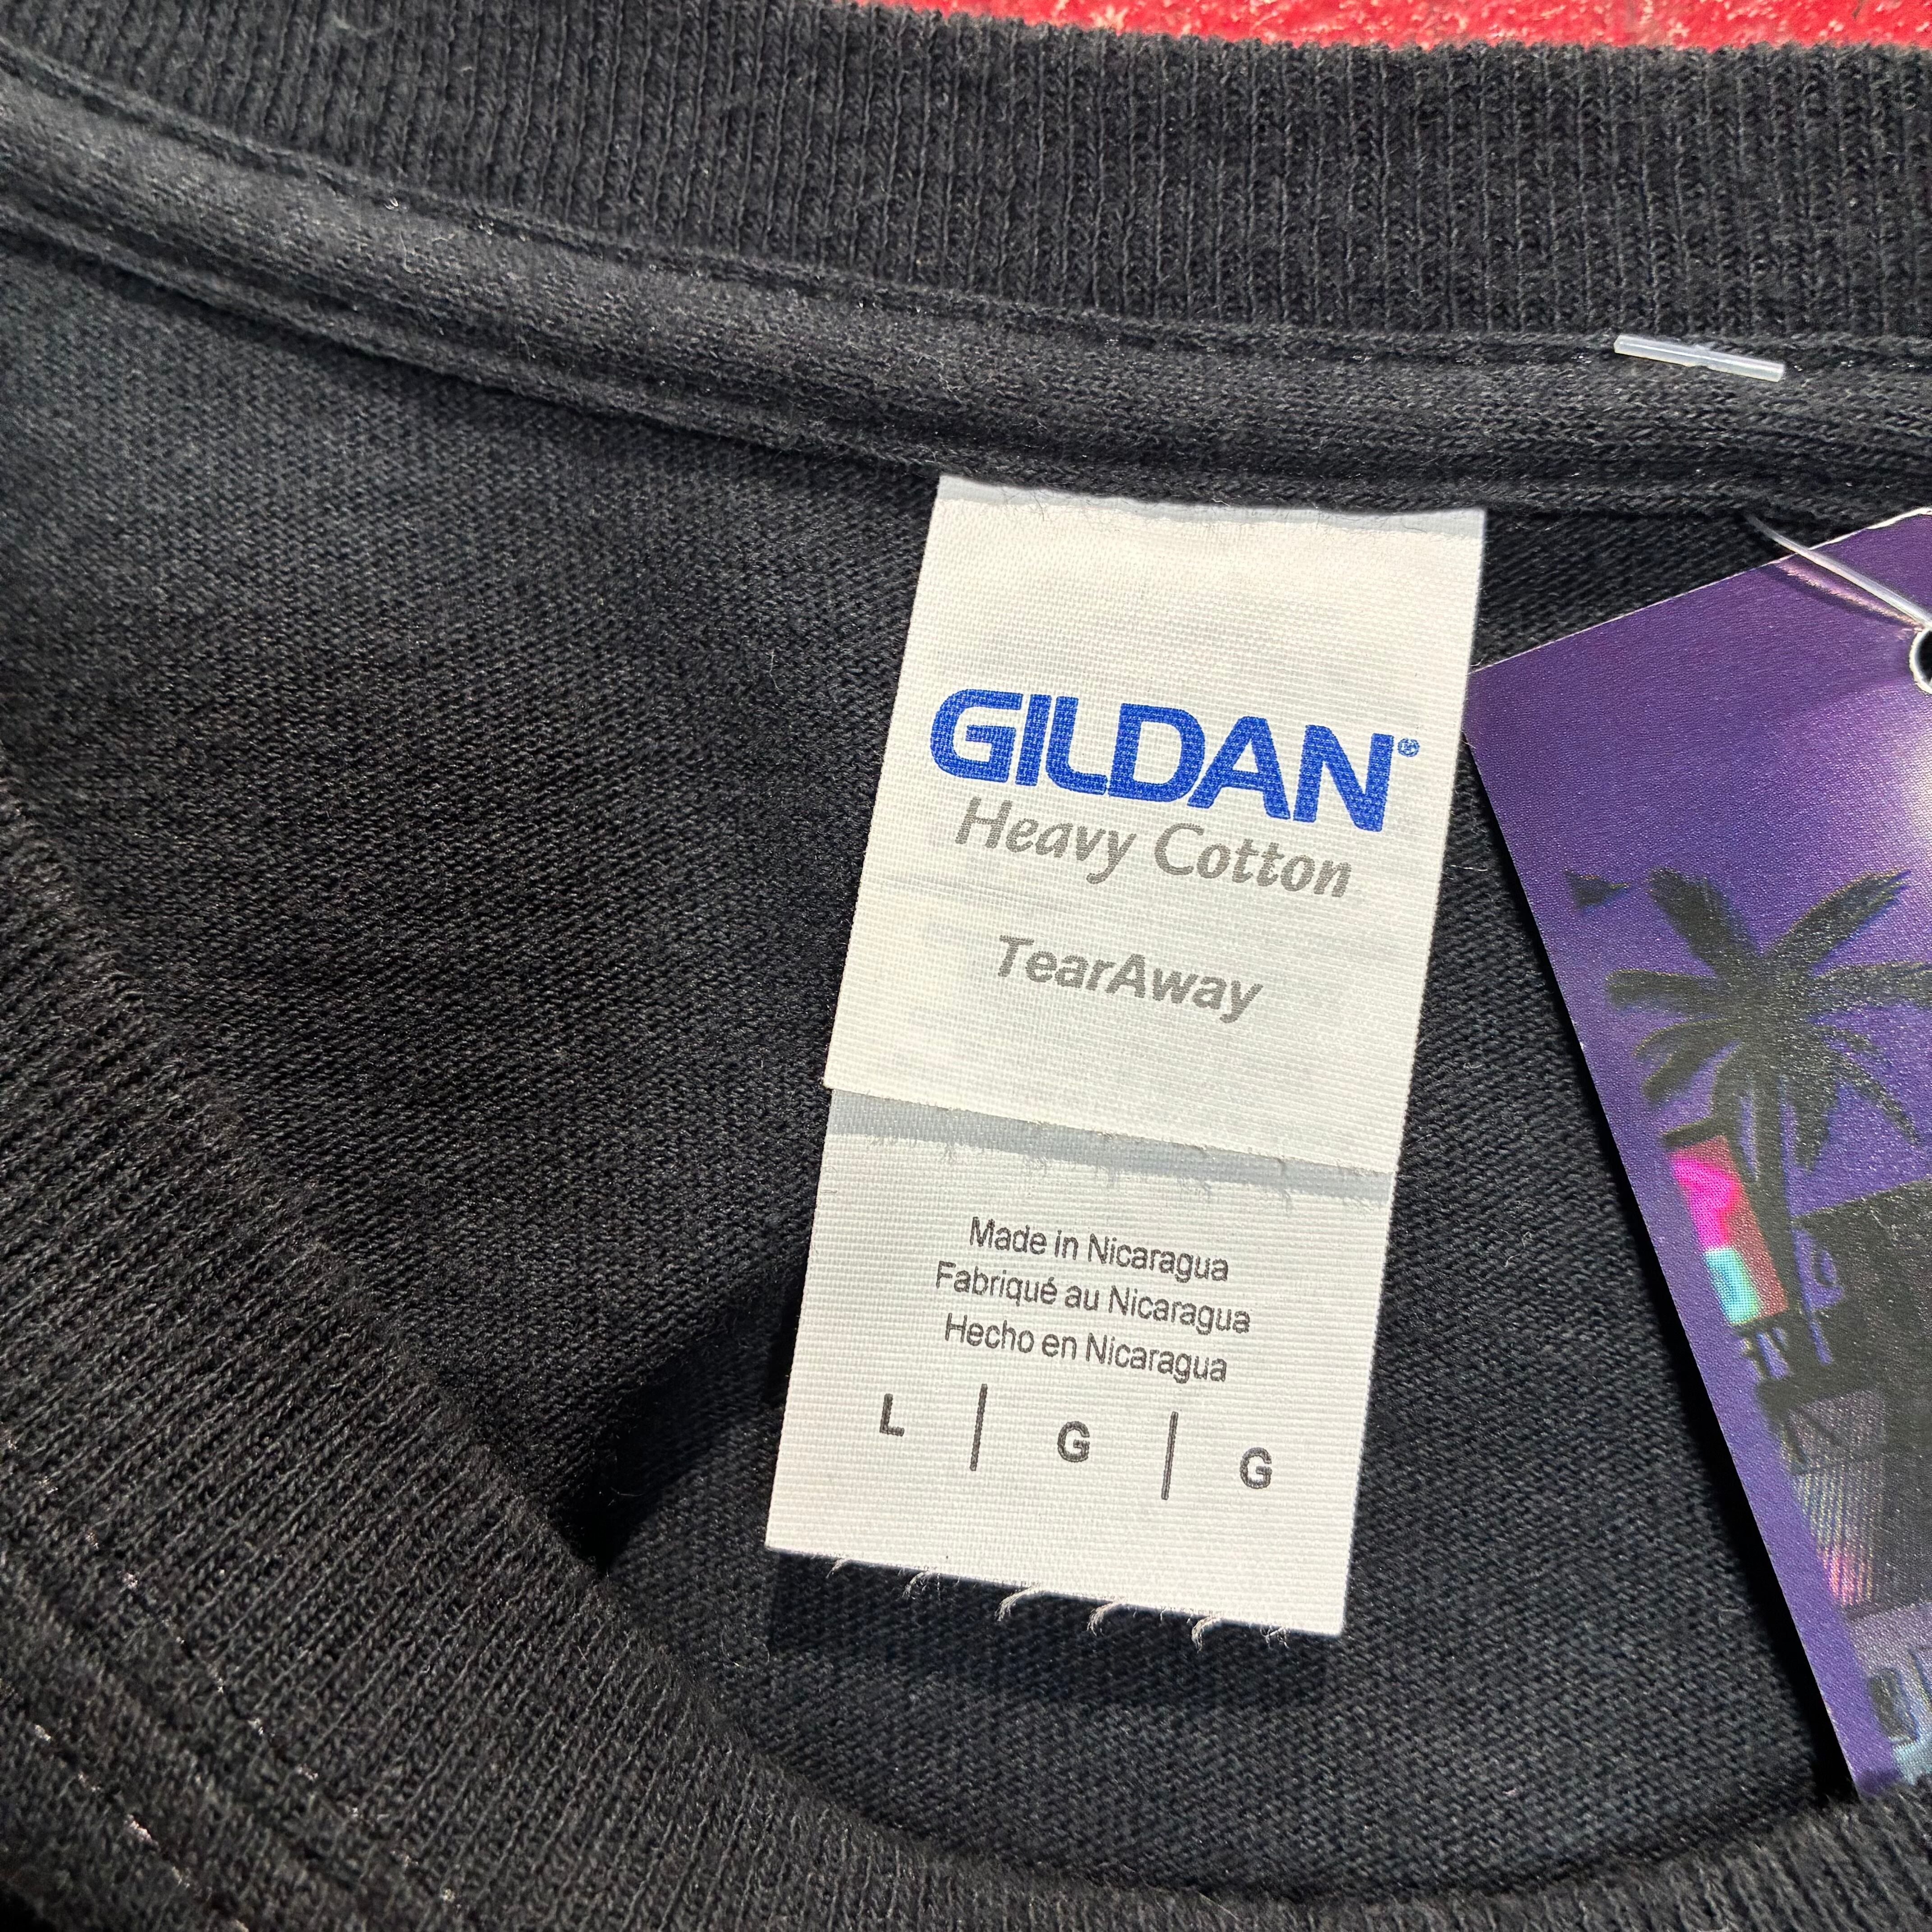 GILDAN®
Heavy Cotton
TearAway
Made in Nicaragua
Fabriqué au Nicaragua
Hecho en Nicaragua
L | G | G